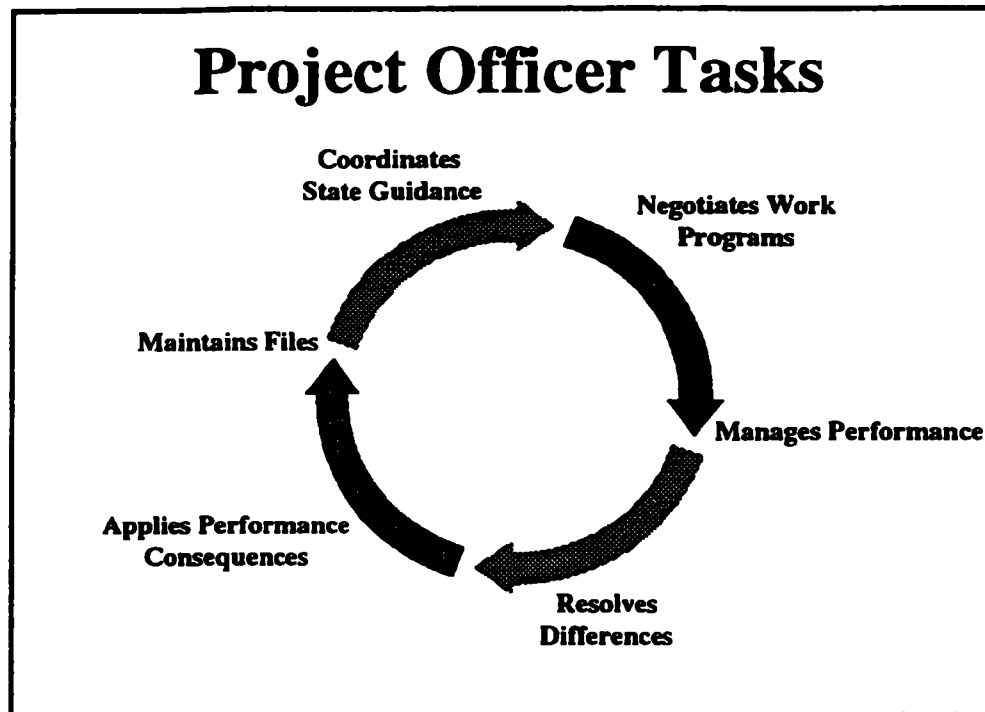 Project Officer Tasks
Coordinates
State Guidance
Negotiates Work
Programs
Maintains Files
Manages Performance
Applies Performance
Consequences
Resolves
Differences